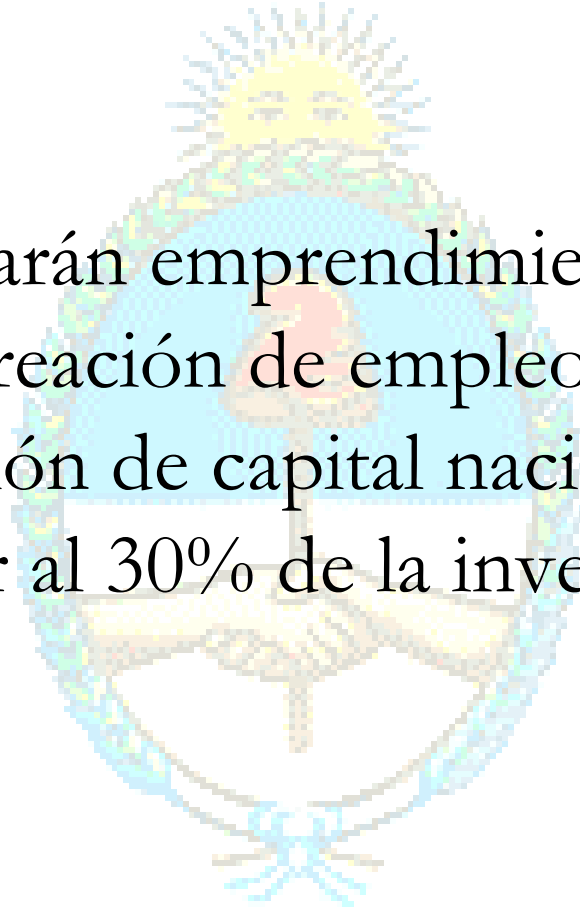 arán emprendimie
reación de empleo
ión de capital naci
r al 30% de la inve